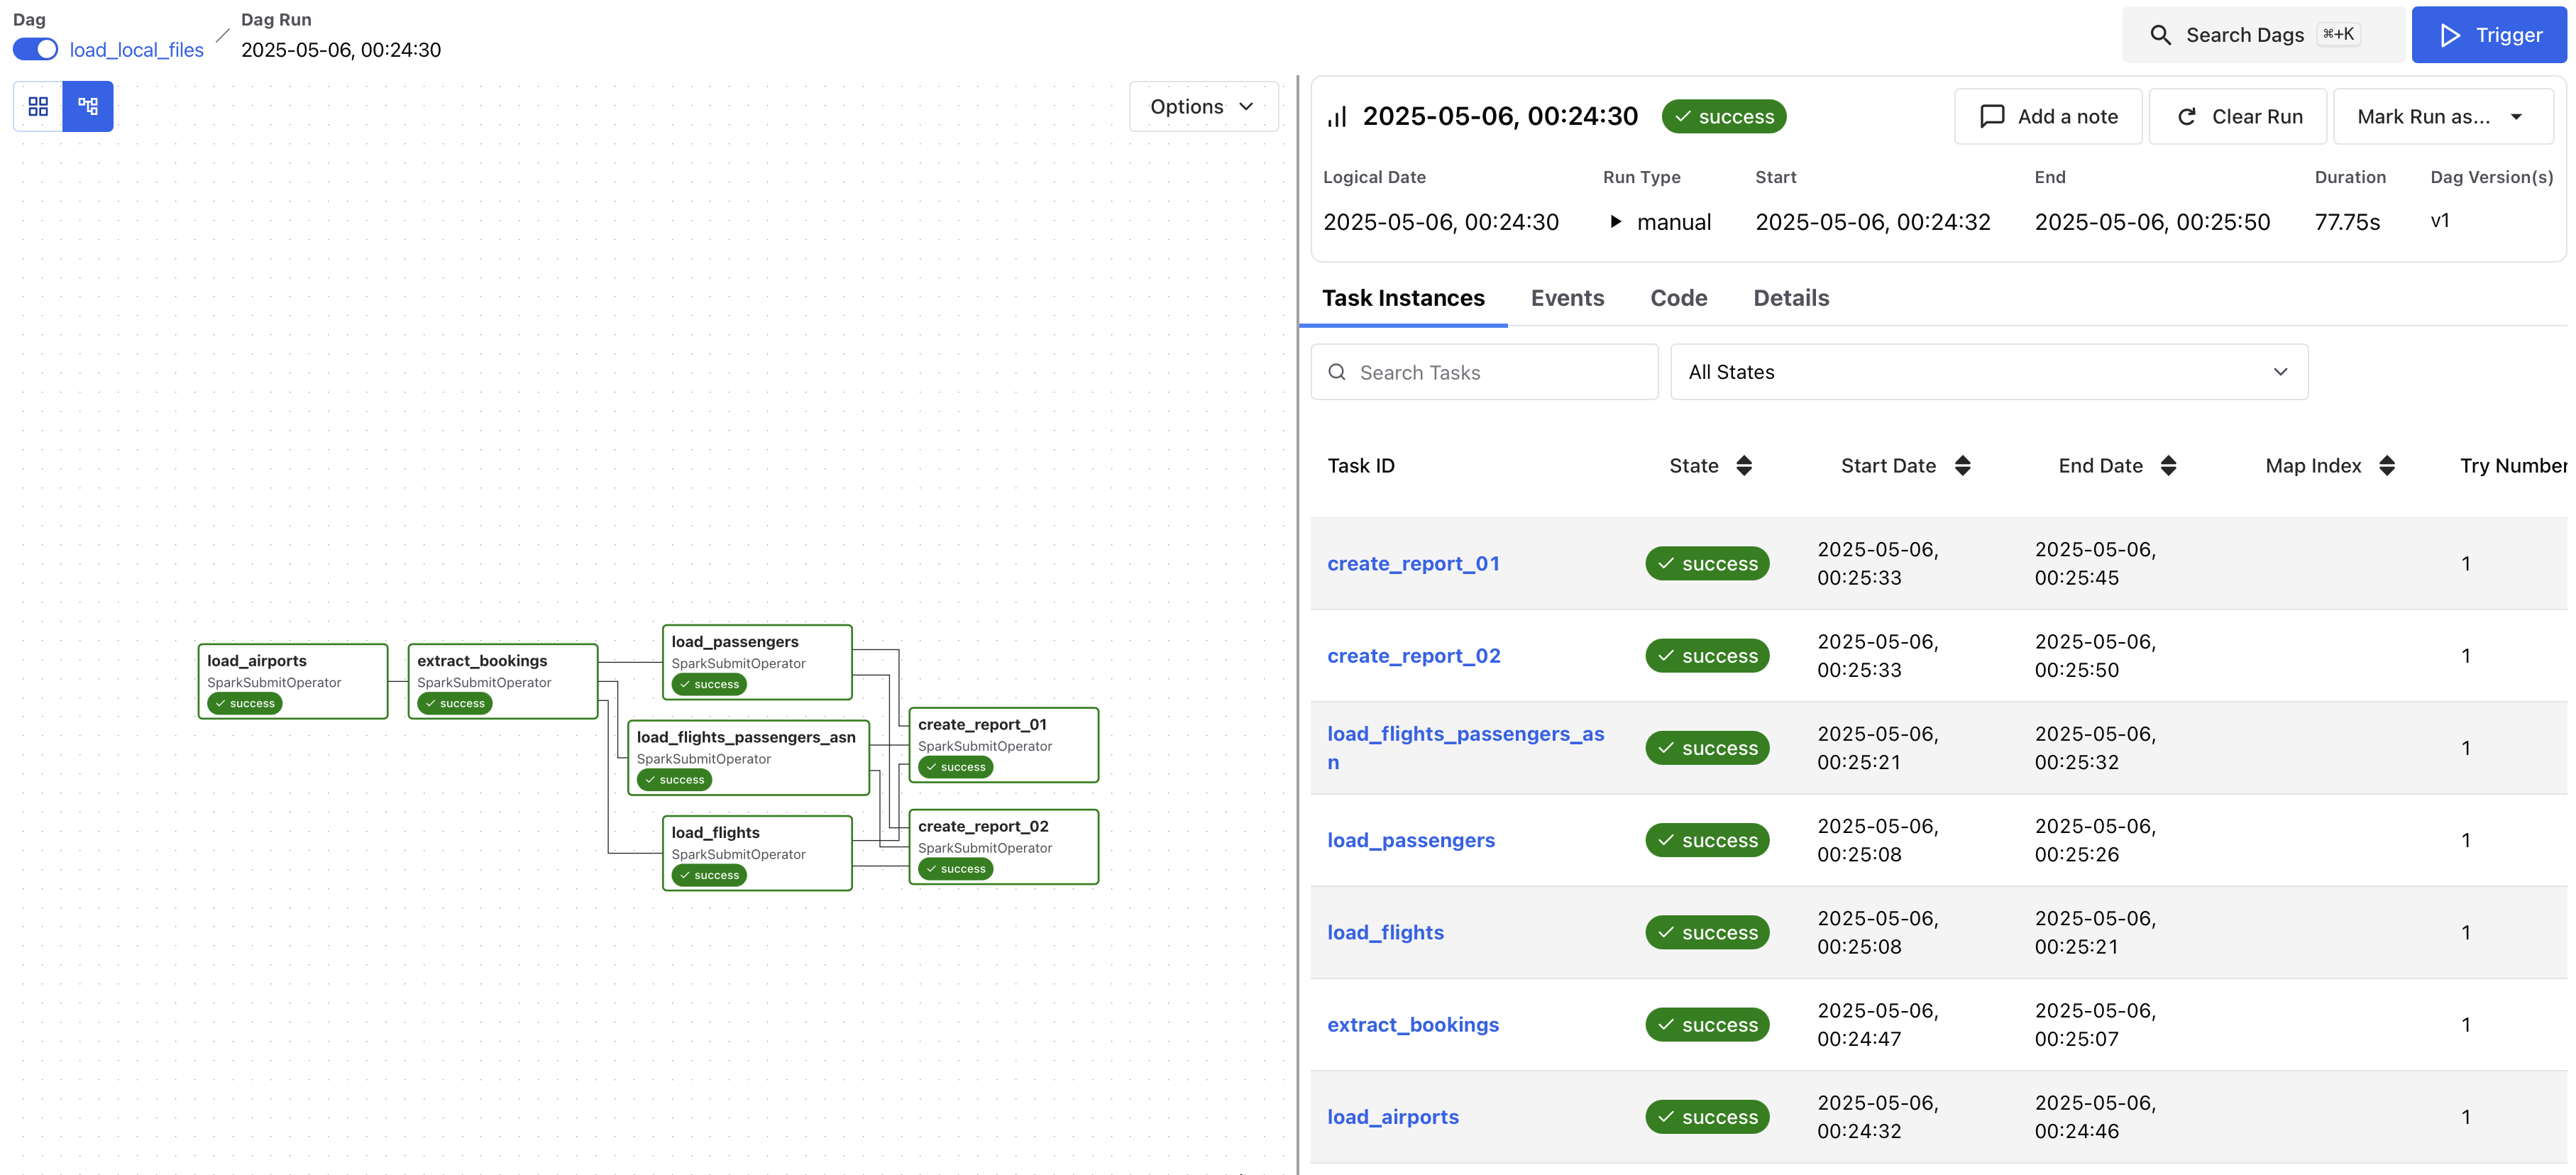 Dag
load_local_files
Dag Run
2025-05-06, 00:24:30
Search Dags ⌘+K
Trigger
Options
load_airports
SparkSubmitOperator
success
extract_bookings
SparkSubmitOperator
success
load_passengers
SparkSubmitOperator
success
load_flights_passengers_asn
SparkSubmitOperator
success
load_flights
SparkSubmitOperator
success
create_report_01
SparkSubmitOperator
success
create_report_02
SparkSubmitOperator
success
2025-05-06, 00:24:30 success
Add a note
Clear Run
Mark Run as...
Logical Date Run Type Start End Duration Dag Version(s)
2025-05-06, 00:24:30 manual 2025-05-06, 00:24:32 2025-05-06, 00:25:50 77.75s v1
Task Instances Events Code Details
Search Tasks
All States
Task ID State Start Date End Date Map Index Try Number
create_report_01 success 2025-05-06, 2025-05-06, 1
00:25:33 00:25:45
create_report_02 success 2025-05-06, 2025-05-06, 1
00:25:33 00:25:50
load_flights_passengers_as success 2025-05-06, 2025-05-06, 1
n 00:25:21 00:25:32
load_passengers success 2025-05-06, 2025-05-06, 1
00:25:08 00:25:26
load_flights success 2025-05-06, 2025-05-06, 1
00:25:08 00:25:21
extract_bookings success 2025-05-06, 2025-05-06, 1
00:24:47 00:25:07
load_airports success 2025-05-06, 2025-05-06, 1
00:24:32 00:24:46